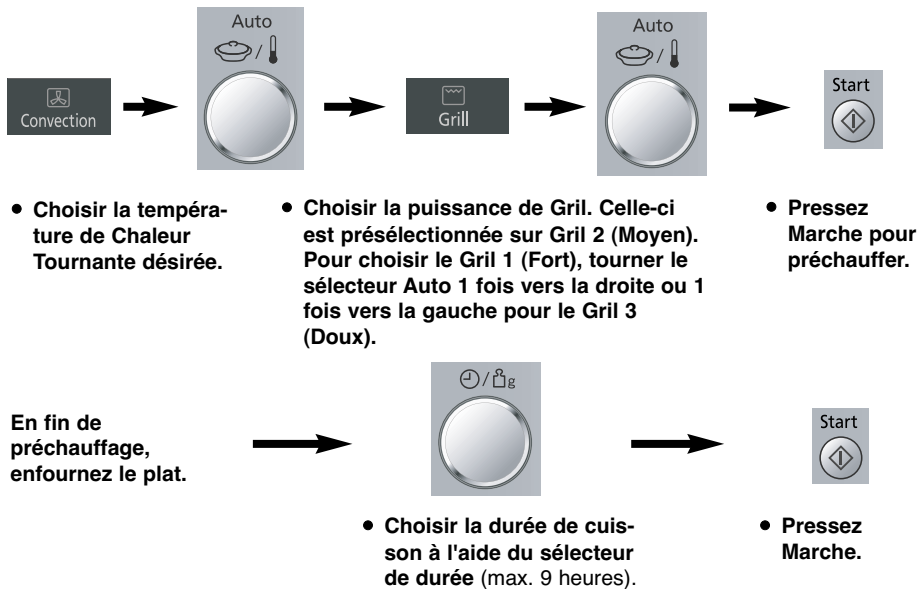 Auto
Auto
Convection
Grill
Start
• Choisir la tempéra-
ture de Chaleur
Tournante désirée.
• Choisir la puissance de Gril. Celle-ci
est présélectionnée sur Gril 2 (Moyen).
Pour choisir le Gril 1 (Fort), tourner le
sélecteur Auto 1 fois vers la droite ou 1
fois vers la gauche pour le Gril 3
(Doux).
• Pressez
Marche pour
préchauffer.
En fin de
préchauffage,
enfournez le plat.
g
Start
• Choisir la durée de cuis-
son à l'aide du sélecteur
de durée (max. 9 heures).
• Pressez
Marche.